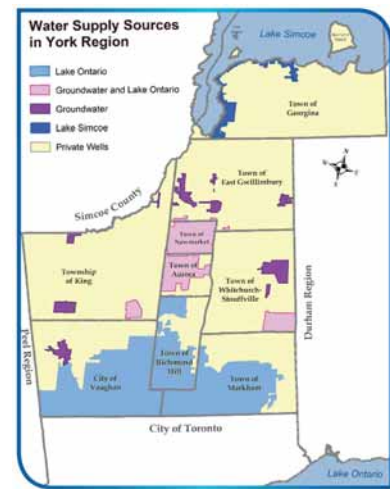 Water Supply Sources
in York Region
Lake Ontario
Groundwater and Lake Ontario
Groundwater
Lake Simcoe
Private Wells
Lake Simcoe
Town of
Georgina
N
Town of
East Gwillimbury
Simcoe County
Town of
Newmarket
Township
of King
Town of
Aurora
Town of
Whitchurch-
Stouffville
Durham Region
Peel Region
Town of
Richmond
Hill
City of
Vaughan
Town of
Markham
City of Toronto
Lake Ontario